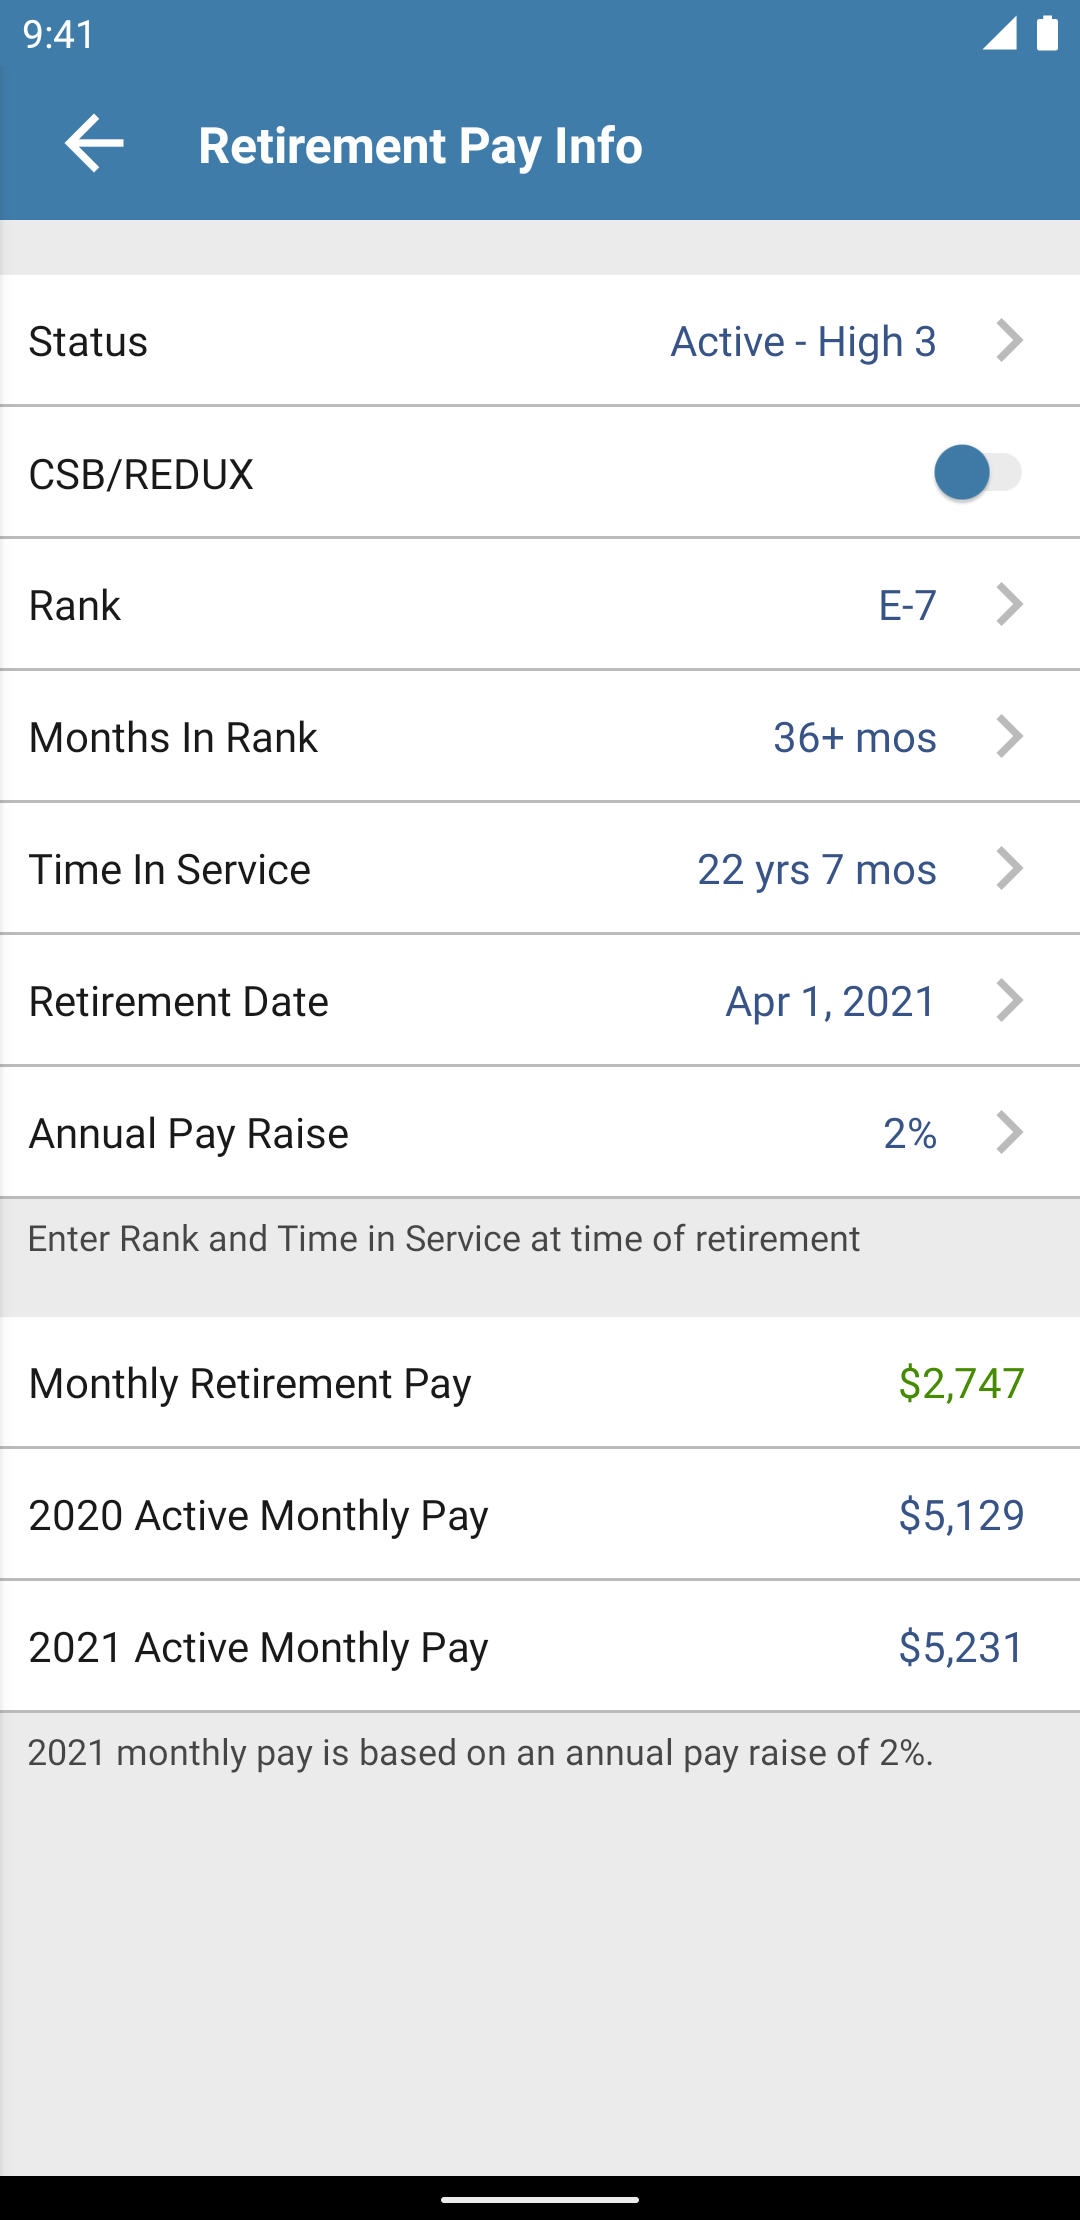 9:41
Retirement Pay Info
Status Active - High 3
CSB/REDUX
Rank E-7
Months In Rank 36+ mos
Time In Service 22 yrs 7 mos
Retirement Date Apr 1, 2021
Annual Pay Raise 2%
Enter Rank and Time in Service at time of retirement
Monthly Retirement Pay $2,747
2020 Active Monthly Pay $5,129
2021 Active Monthly Pay $5,231
2021 monthly pay is based on an annual pay raise of 2%.